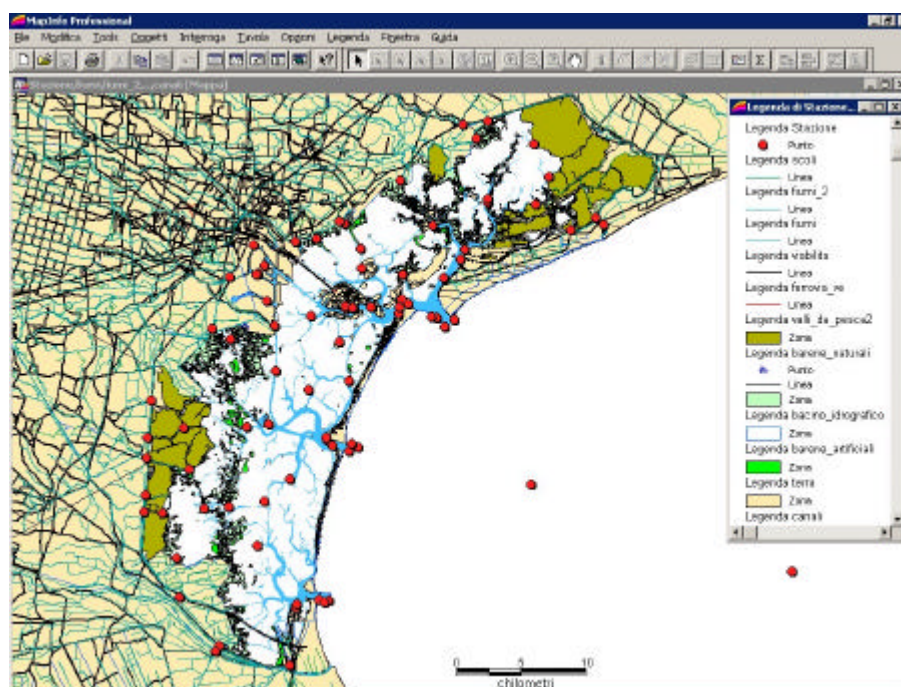 MapInfo Professional
File Modifica Tools Oggetti Interroga Tavola Opzioni Legenda Finestra Guida
Legenda di Stazione...
Legenda Stazione
Punto
Legenda scoli
Linea
Legenda fiumi_2
Linea
Legenda fiumi
Linea
Legenda viabilita
Linea
Legenda ferrovia_ve
Linea
Legenda valli_da_pesca2
Zona
Legenda barene_naturali
Punto
Linea
Zona
Legenda bacino_idrografico
Zona
Legenda barene_artificiali
Zona
Legenda terra
Zona
Legenda canali
0 5 10
chilometri